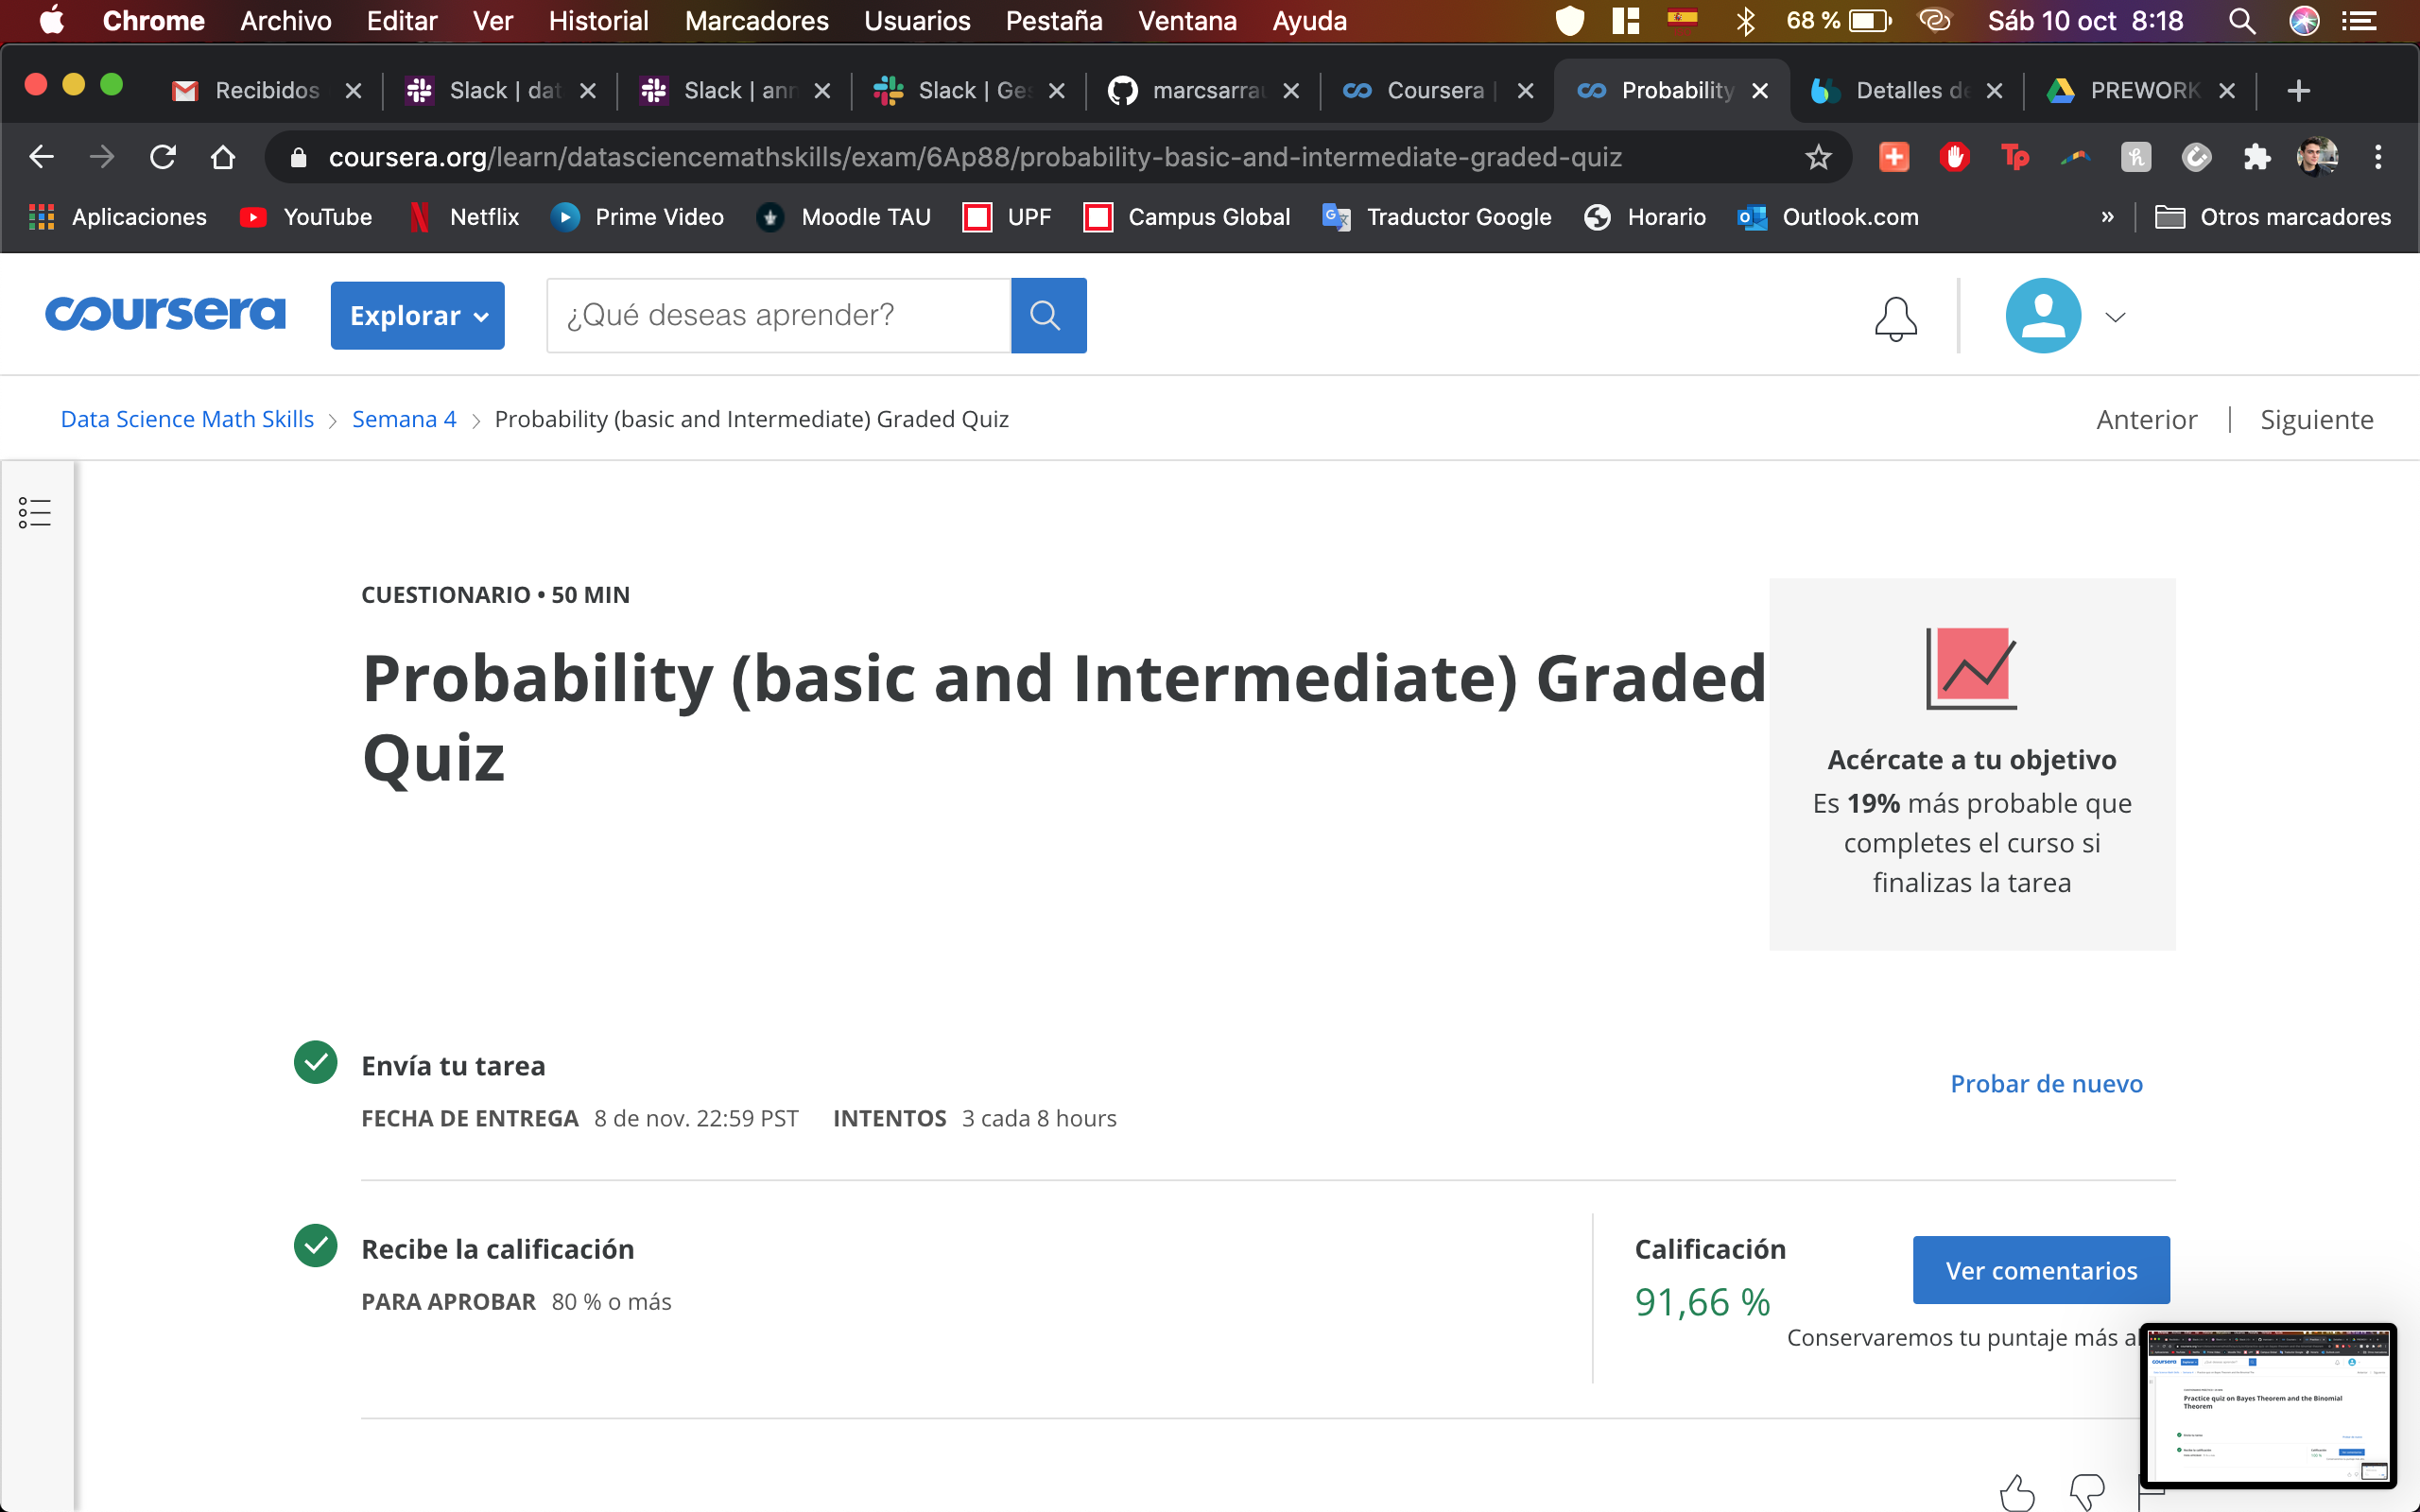 Chrome Archivo Editar Ver Historial Marcadores Usuarios Pestaña Ventana Ayuda 68 % Sáb 10 oct 8:18
Recibidos Slack | dat Slack | ann Slack | Ges marcsarrau Coursera | Probability Detalles de PREWORK
coursera.org/learn/datasciencemathskills/exam/6Ap88/probability-basic-and-intermediate-graded-quiz
Aplicaciones YouTube Netflix Prime Video Moodle TAU UPF Campus Global Traductor Google Horario Outlook.com » Otros marcadores
coursera Explorar ¿Qué deseas aprender?
Data Science Math Skills > Semana 4 > Probability (basic and Intermediate) Graded Quiz Anterior | Siguiente
CUESTIONARIO • 50 MIN
Probability (basic and Intermediate) Graded
Quiz
Acércate a tu objetivo
Es 19% más probable que
completes el curso si
finalizas la tarea
Envía tu tarea
Probar de nuevo
FECHA DE ENTREGA 8 de nov. 22:59 PST INTENTOS 3 cada 8 hours
Recibe la calificación
PARA APROBAR 80 % o más
Calificación
91,66 %
Ver comentarios
Conservaremos tu puntaje más al
coursera
Practice quiz on Bayes Theorem and the Binomial
Theorem